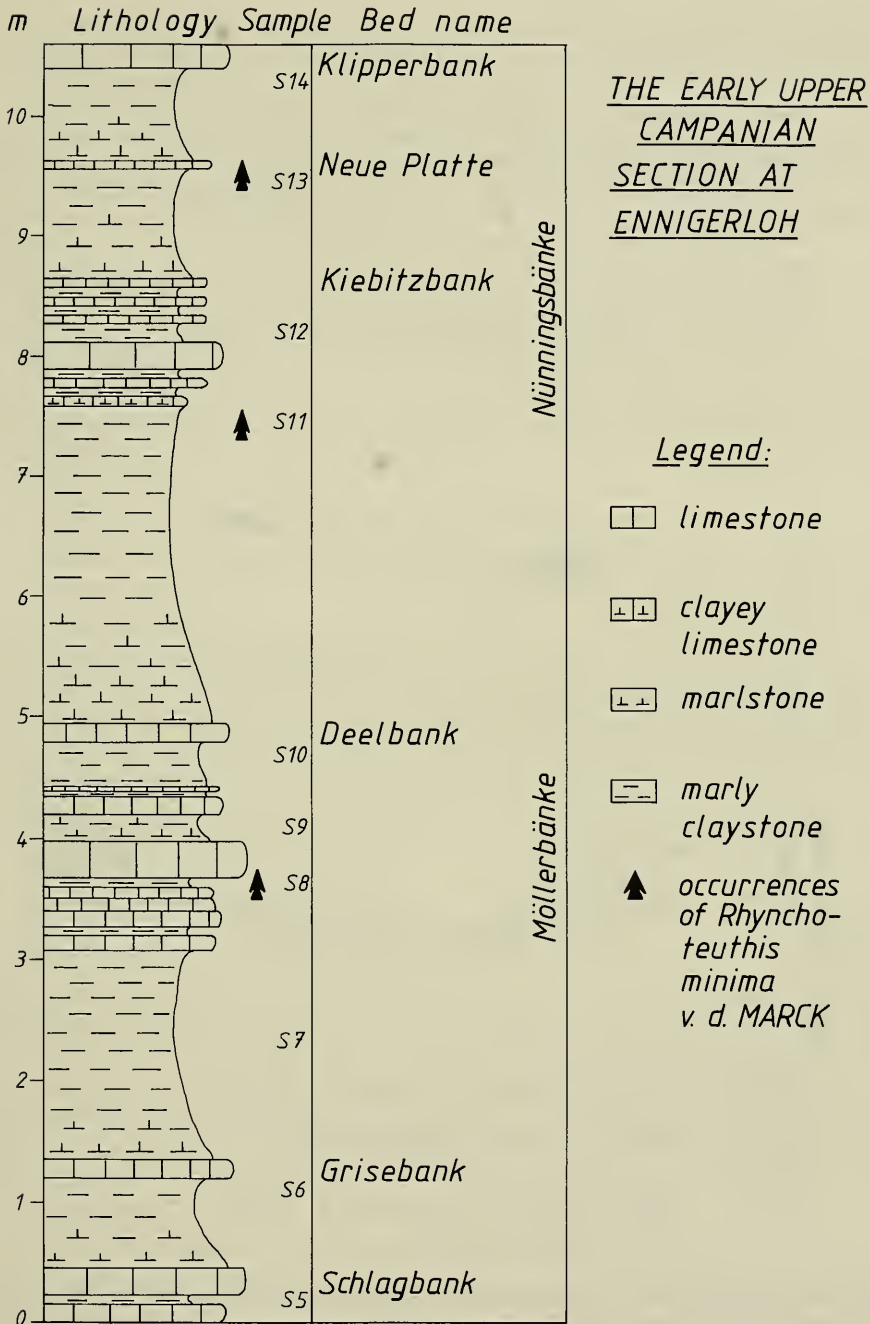 m Lithology Sample Bed name
S14 Klipperbank
10
S13 Neue Platte
9
Kiebitzbank
S12
8
S11
7
6
5
S10 Deelbank
S9
4
S8
3
S7
2
Grisebank
S6
1
Schlagbank
S5
0
Nünningsbänke
Möllerbänke
THE EARLY UPPER
CAMPANIAN
SECTION AT
ENNIGERLOH
Legend:
limestone
clayey
limestone
marlstone
marly
claystone
occurrences
of Rhyncho-
teuthis
minima
v. d. MARCK